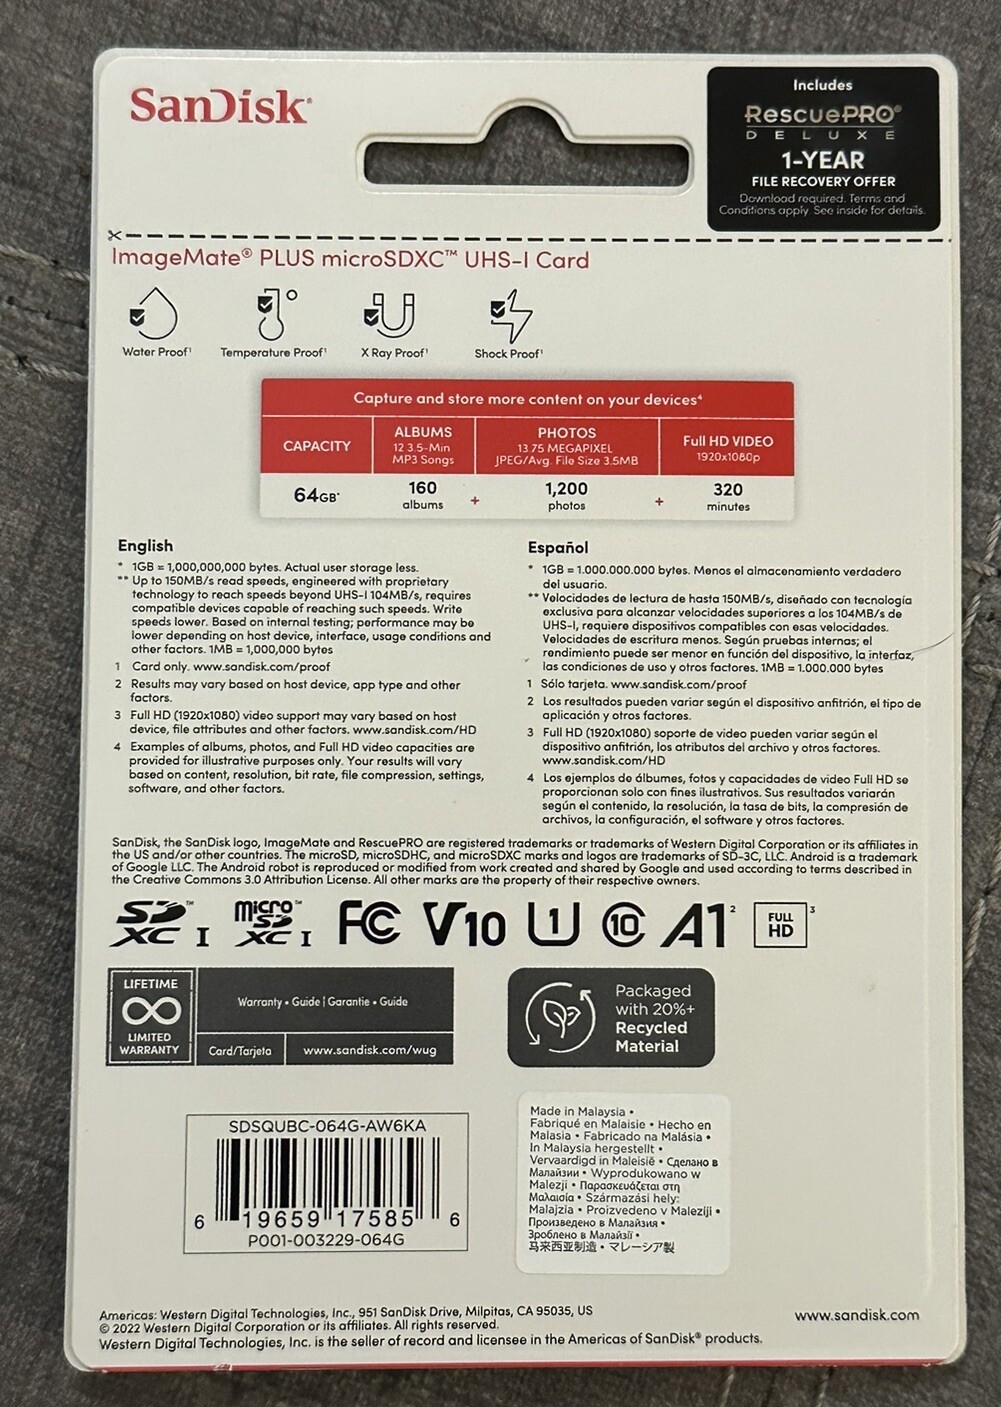 SanDisk®
Includes
RescuePRO®
DELUXE
1-YEAR
FILE RECOVERY OFFER
Download required. Terms and
Conditions apply. See inside for details.
ImageMate® PLUS microSDXC™ UHS-I Card
Water Proof¹
Temperature Proof¹
X Ray Proof¹
Shock Proof¹
Capture and store more content on your devices⁴
CAPACITY
ALBUMS
12 3.5-Min
MP3 Songs
PHOTOS
13.75 MEGAPIXEL
JPEG/Avg. File Size 3.5MB
Full HD VIDEO
1920x1080p
64GB*
160
albums
+
1,200
photos
+
320
minutes
English
* 1GB = 1,000,000,000 bytes. Actual user storage less.
** Up to 150MB/s read speeds, engineered with proprietary
technology to reach speeds beyond UHS-I 104MB/s, requires
compatible devices capable of reaching such speeds. Write
speeds lower. Based on internal testing; performance may be
lower depending on host device, interface, usage conditions and
other factors. 1MB = 1,000,000 bytes
1 Card only. www.sandisk.com/proof
2 Results may vary based on host device, app type and other
factors.
3 Full HD (1920x1080) video support may vary based on host
device, file attributes and other factors. www.sandisk.com/HD
4 Examples of albums, photos, and Full HD video capacities are
provided for illustrative purposes only. Your results will vary
based on content, resolution, bit rate, file compression, settings,
software, and other factors.
Español
* 1GB = 1.000.000.000 bytes. Menos el almacenamiento verdadero
del usuario.
** Velocidades de lectura de hasta 150MB/s, diseñado con tecnología
exclusiva para alcanzar velocidades superiores a los 104MB/s de
UHS-I, requiere dispositivos compatibles con esas velocidades.
Velocidades de escritura menos. Según pruebas internas; el
rendimiento puede ser menor en función del dispositivo, la interfaz,
las condiciones de uso y otros factores. 1MB = 1.000.000 bytes
1 Sólo tarjeta. www.sandisk.com/proof
2 Los resultados pueden variar según el dispositivo anfitrión, el tipo de
aplicación y otros factores.
3 Full HD (1920x1080) soporte de video pueden variar según el
dispositivo anfitrión, los atributos del archivo y otros factores.
www.sandisk.com/HD
4 Los ejemplos de álbumes, fotos y capacidades de video Full HD se
proporcionan solo con fines ilustrativos. Sus resultados variarán
según el contenido, la resolución, la tasa de bits, la compresión de
archivos, la configuración, el software y otros factores.
SanDisk, the SanDisk logo, ImageMate and RescuePRO are registered trademarks or trademarks of Western Digital Corporation or its affiliates in
the US and/or other countries. The microSD, microSDHC, and microSDXC marks and logos are trademarks of SD-3C, LLC. Android is a trademark
of Google LLC. The Android robot is reproduced or modified from work created and shared by Google and used according to terms described in
the Creative Commons 3.0 Attribution License. All other marks are the property of their respective owners.
SD XC I™ micro SD XC I™ FC V10 1 10 A1² FULL HD³
LIFETIME
LIMITED
WARRANTY
Warranty • Guide | Garantie • Guide
Card/Tarjeta
www.sandisk.com/wug
Packaged
with 20%+
Recycled
Material
SDSQUBC-064G-AW6KA
6 19659 17585 6
P001-003229-064G
Made in Malaysia •
Fabriqué en Malaisie • Hecho en
Malasia • Fabricado na Malásia •
In Malaysia hergestellt •
Vervaardigd in Maleisië • Сделано в
Малайзии • Wyprodukowano w
Malezji • Παρασκευάζεται στη
Μαλαισία • Származási hely:
Malajzia • Proizvedeno v Maleziji •
Произведено в Малайзия •
Зроблено в Малайзії •
马来西亚制造 • マレーシア製
Americas: Western Digital Technologies, Inc., 951 SanDisk Drive, Milpitas, CA 95035, US
© 2022 Western Digital Corporation or its affiliates. All rights reserved.
Western Digital Technologies, Inc. is the seller of record and licensee in the Americas of SanDisk® products.
www.sandisk.com